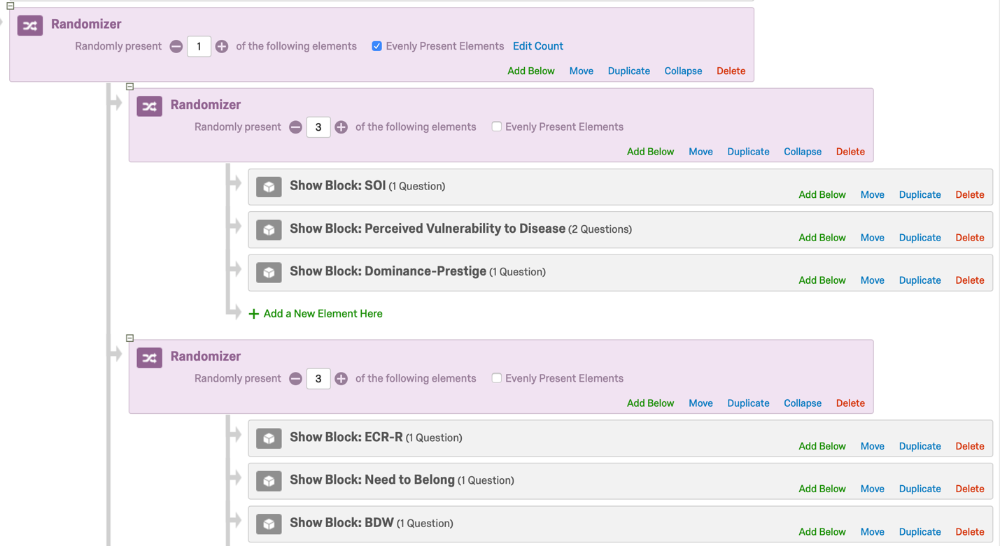 Randomizer
Randomly present 1 of the following elements Evenly Present Elements Edit Count
Add Below Move Duplicate Collapse Delete
Randomizer
Randomly present 3 of the following elements Evenly Present Elements
Add Below Move Duplicate Collapse Delete
Show Block: SOI (1 Question)
Add Below Move Duplicate Delete
Show Block: Perceived Vulnerability to Disease (2 Questions)
Add Below Move Duplicate Delete
Show Block: Dominance-Prestige (1 Question)
Add Below Move Duplicate Delete
+ Add a New Element Here
Randomizer
Randomly present 3 of the following elements Evenly Present Elements
Add Below Move Duplicate Collapse Delete
Show Block: ECR-R (1 Question)
Add Below Move Duplicate Delete
Show Block: Need to Belong (1 Question)
Add Below Move Duplicate Delete
Show Block: BDW (1 Question)
Add Below Move Duplicate Delete